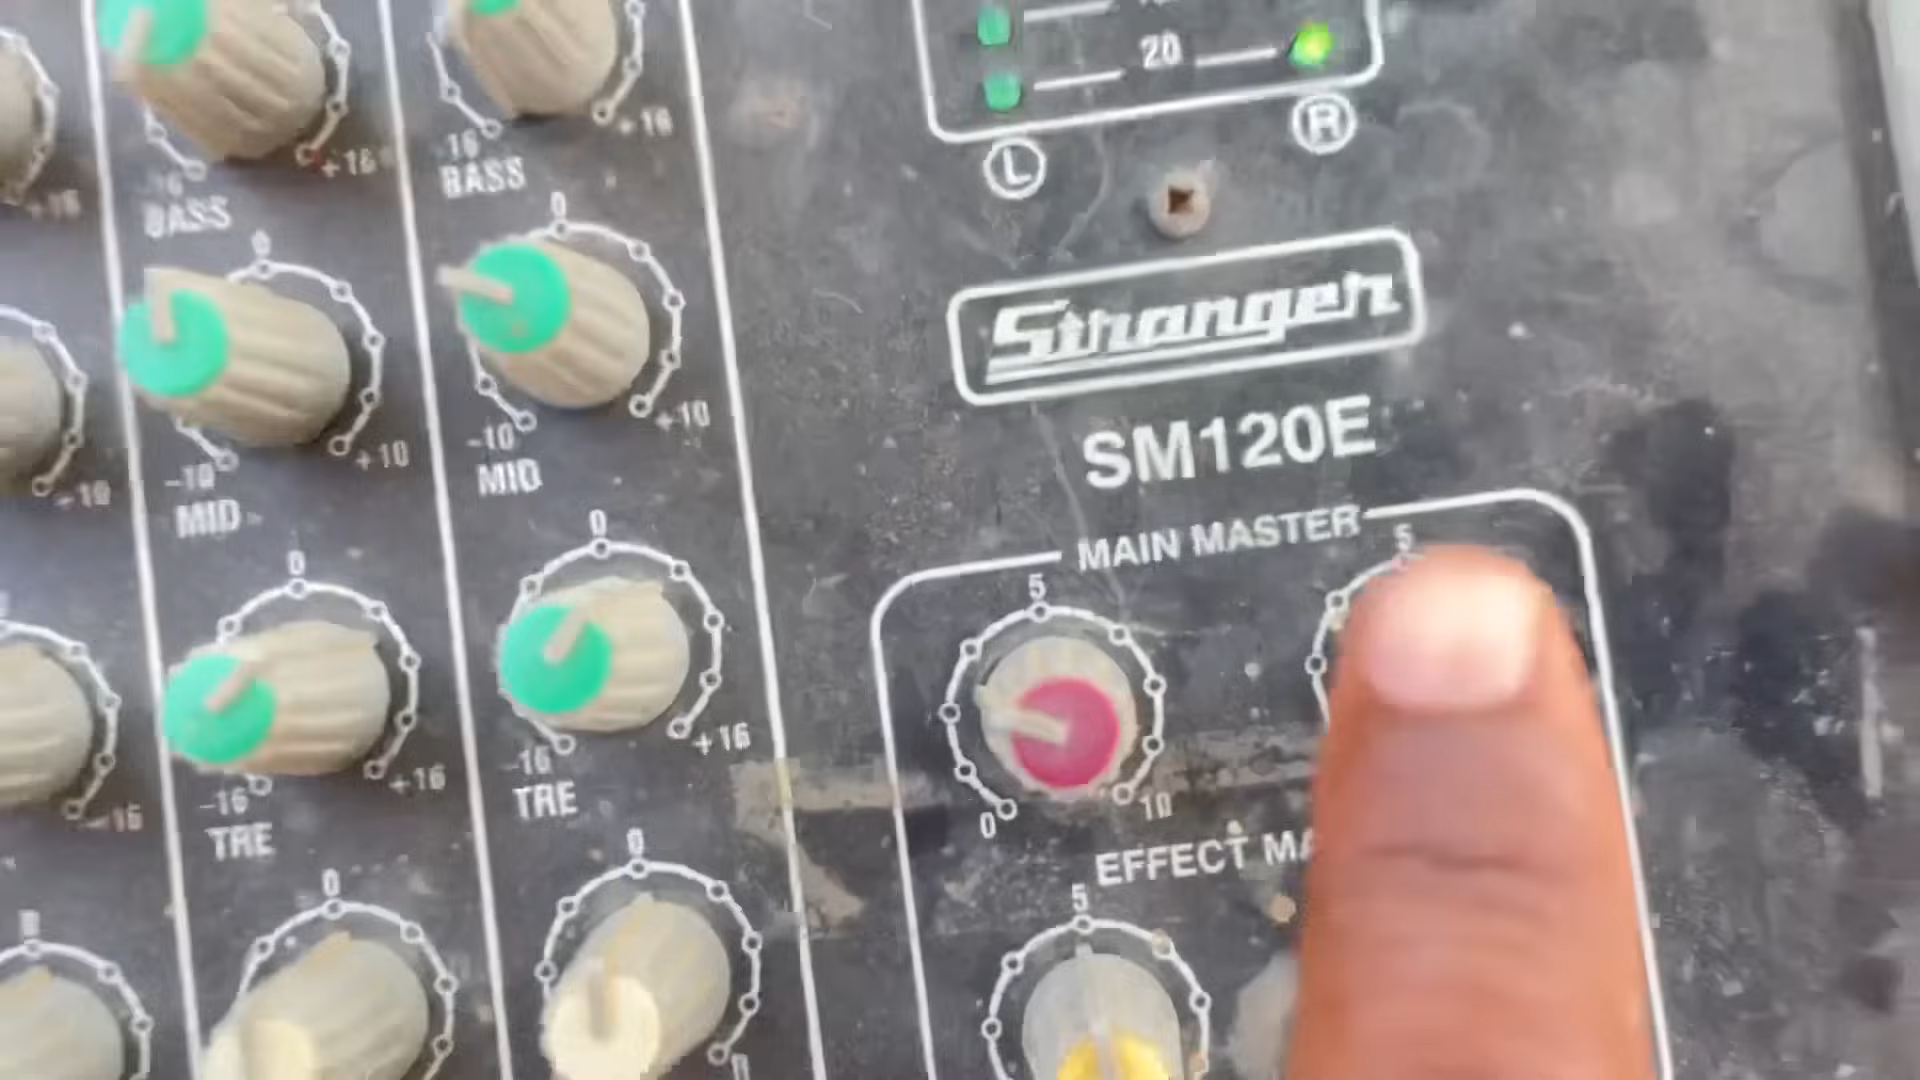 20
L R
-16 +16 -16 +16
BASS BASS
0 0
Stranger
-10 +10 -10 +10
MID MID
SM120E
MAIN MASTER
0 0 5 5
-16 +16 -16 +16
TRE TRE
0 10
EFFECT
0 0 5